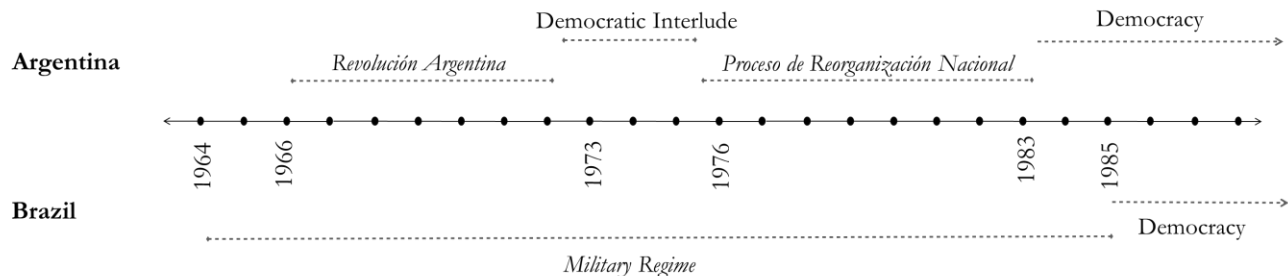 Democratic Interlude
Democracy
Argentina
Revolución Argentina
Proceso de Reorganización Nacional
1964
1966
1973
1976
1983
1985
Brazil
Democracy
Military Regime